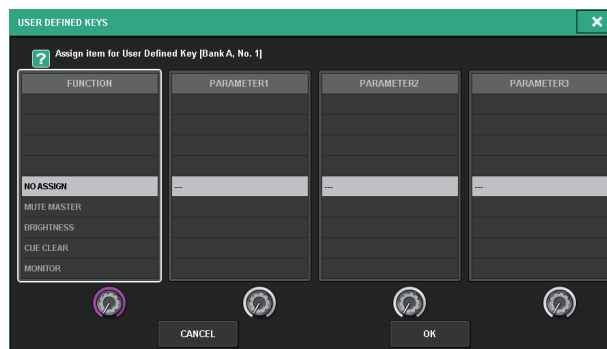 USER DEFINED KEYS
?
Assign item for User Defined Key [Bank A, No. 1]
FUNCTION PARAMETER1 PARAMETER2 PARAMETER3
NO ASSIGN --- --- ---
MUTE MASTER
BRIGHTNESS
CUE CLEAR
MONITOR
CANCEL OK